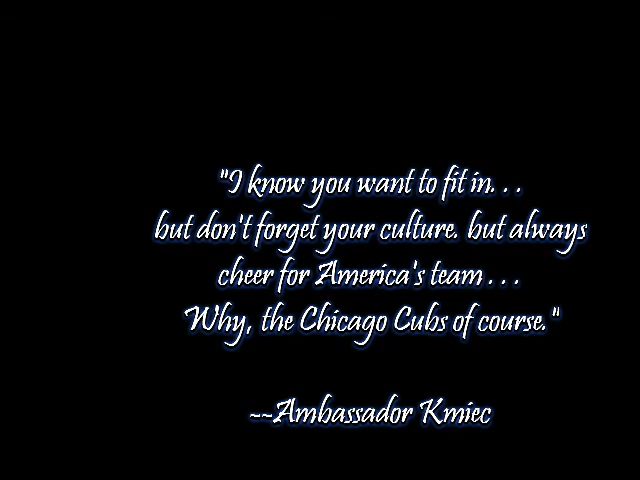 "I know you want to fit in. . .
but don't forget your culture. but always
cheer for America's team . . .
Why, the Chicago Cubs of course."
--Ambassador Kmiec